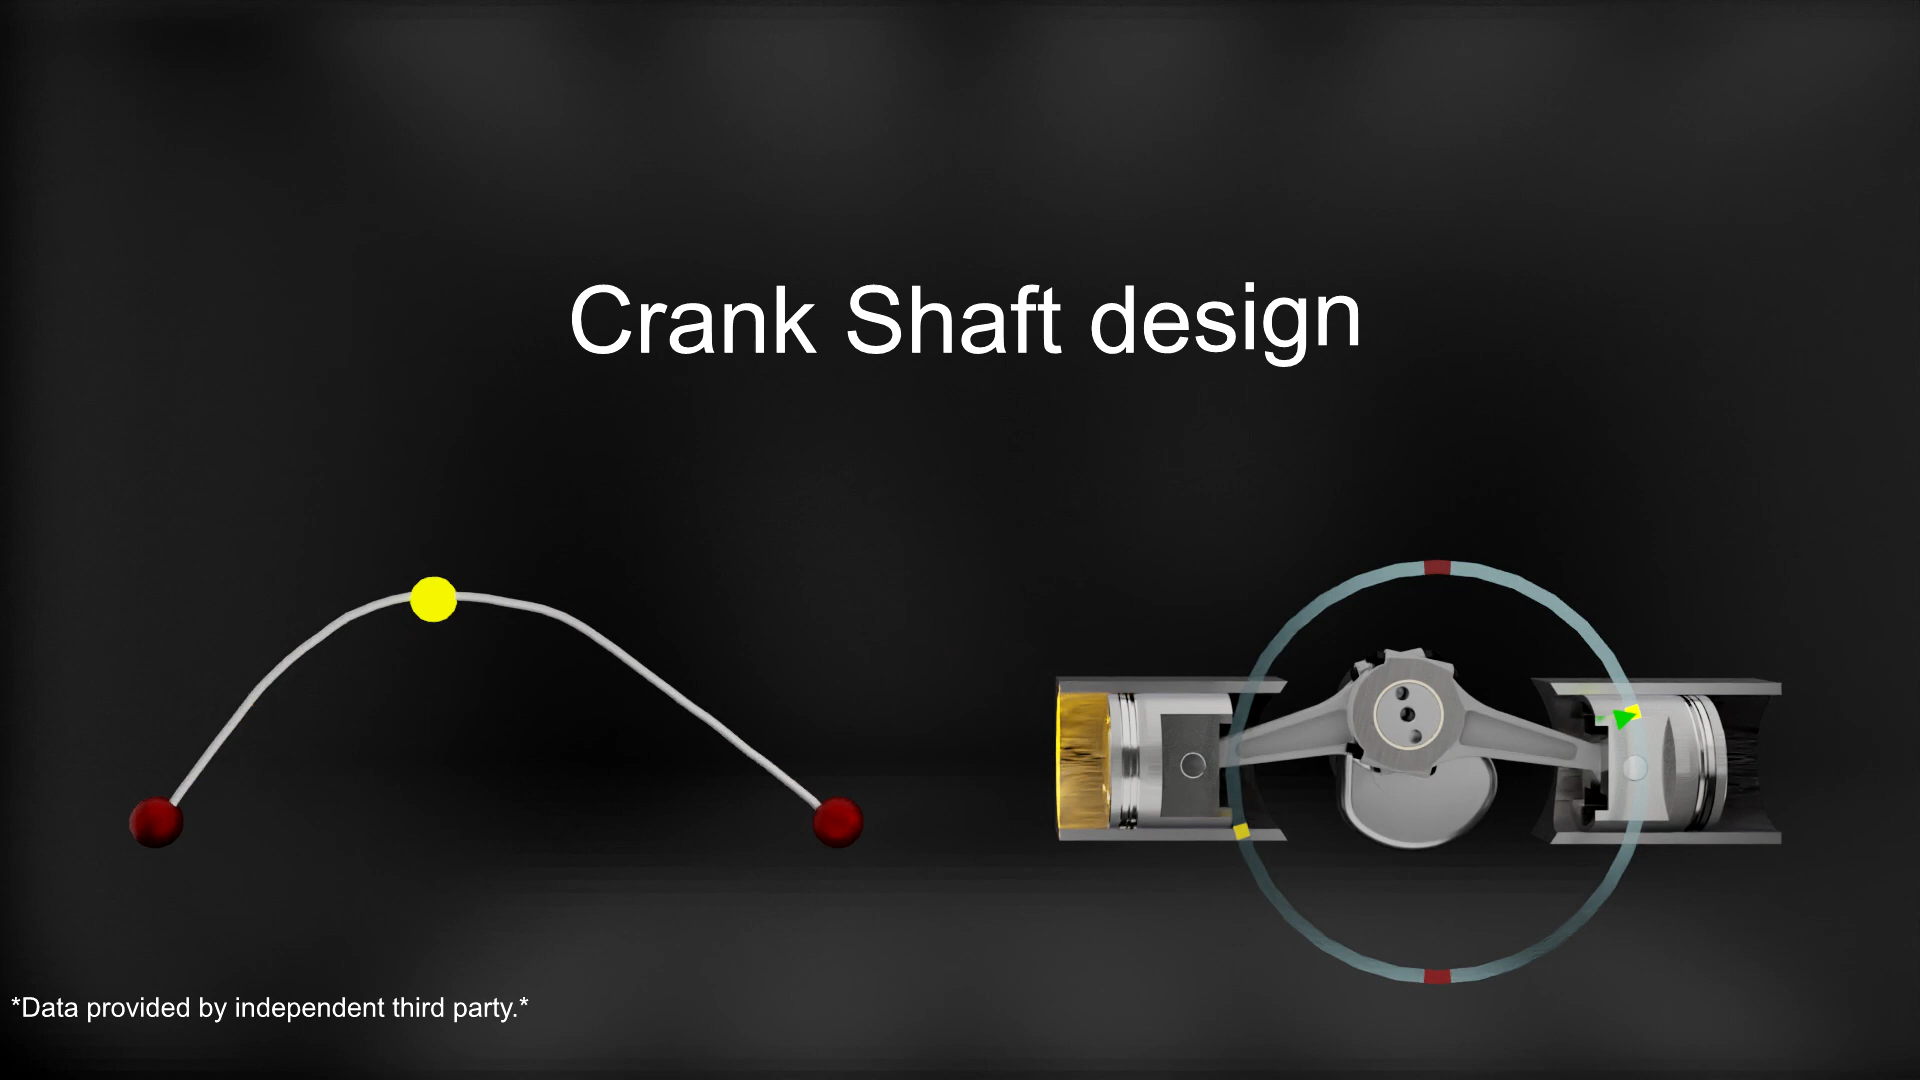 Crank Shaft design
*Data provided by independent third party.*